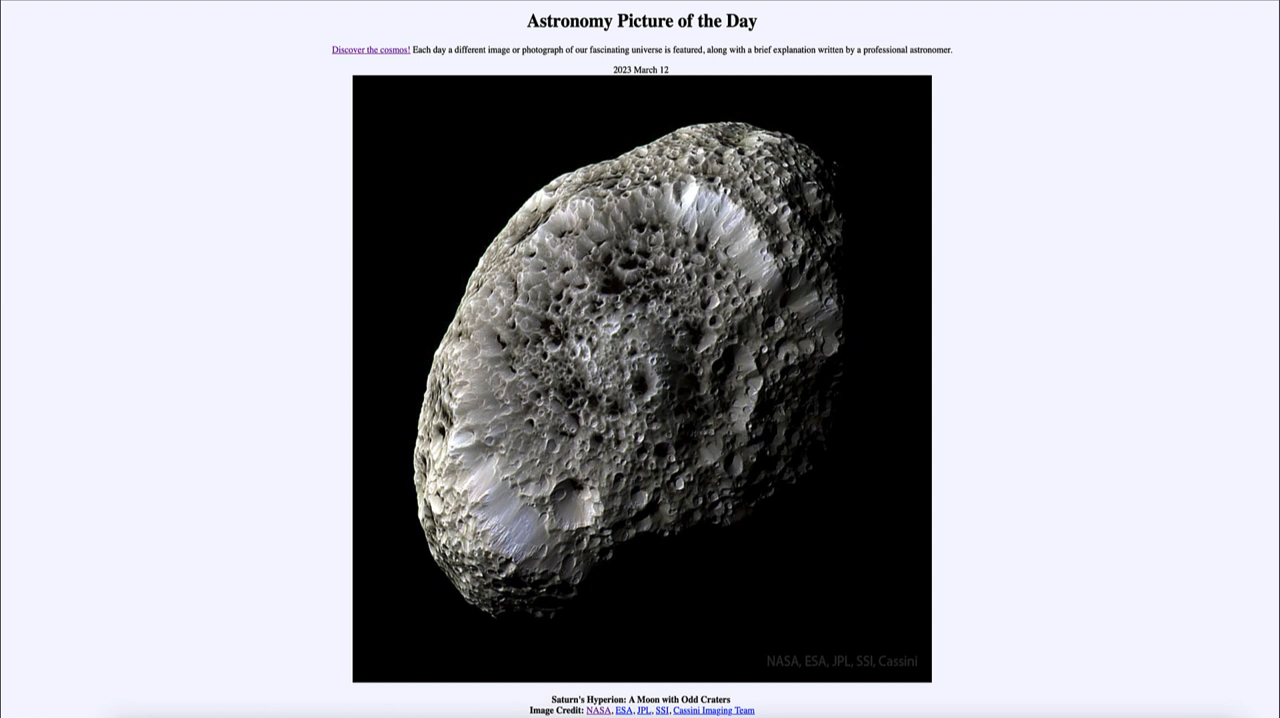 Astronomy Picture of the Day
Discover the cosmos! Each day a different image or photograph of our fascinating universe is featured, along with a brief explanation written by a professional astronomer.
2023 March 12
NASA, ESA, JPL, SSI, Cassini
Saturn's Hyperion: A Moon with Odd Craters
Image Credit: NASA, ESA, JPL, SSI, Cassini Imaging Team